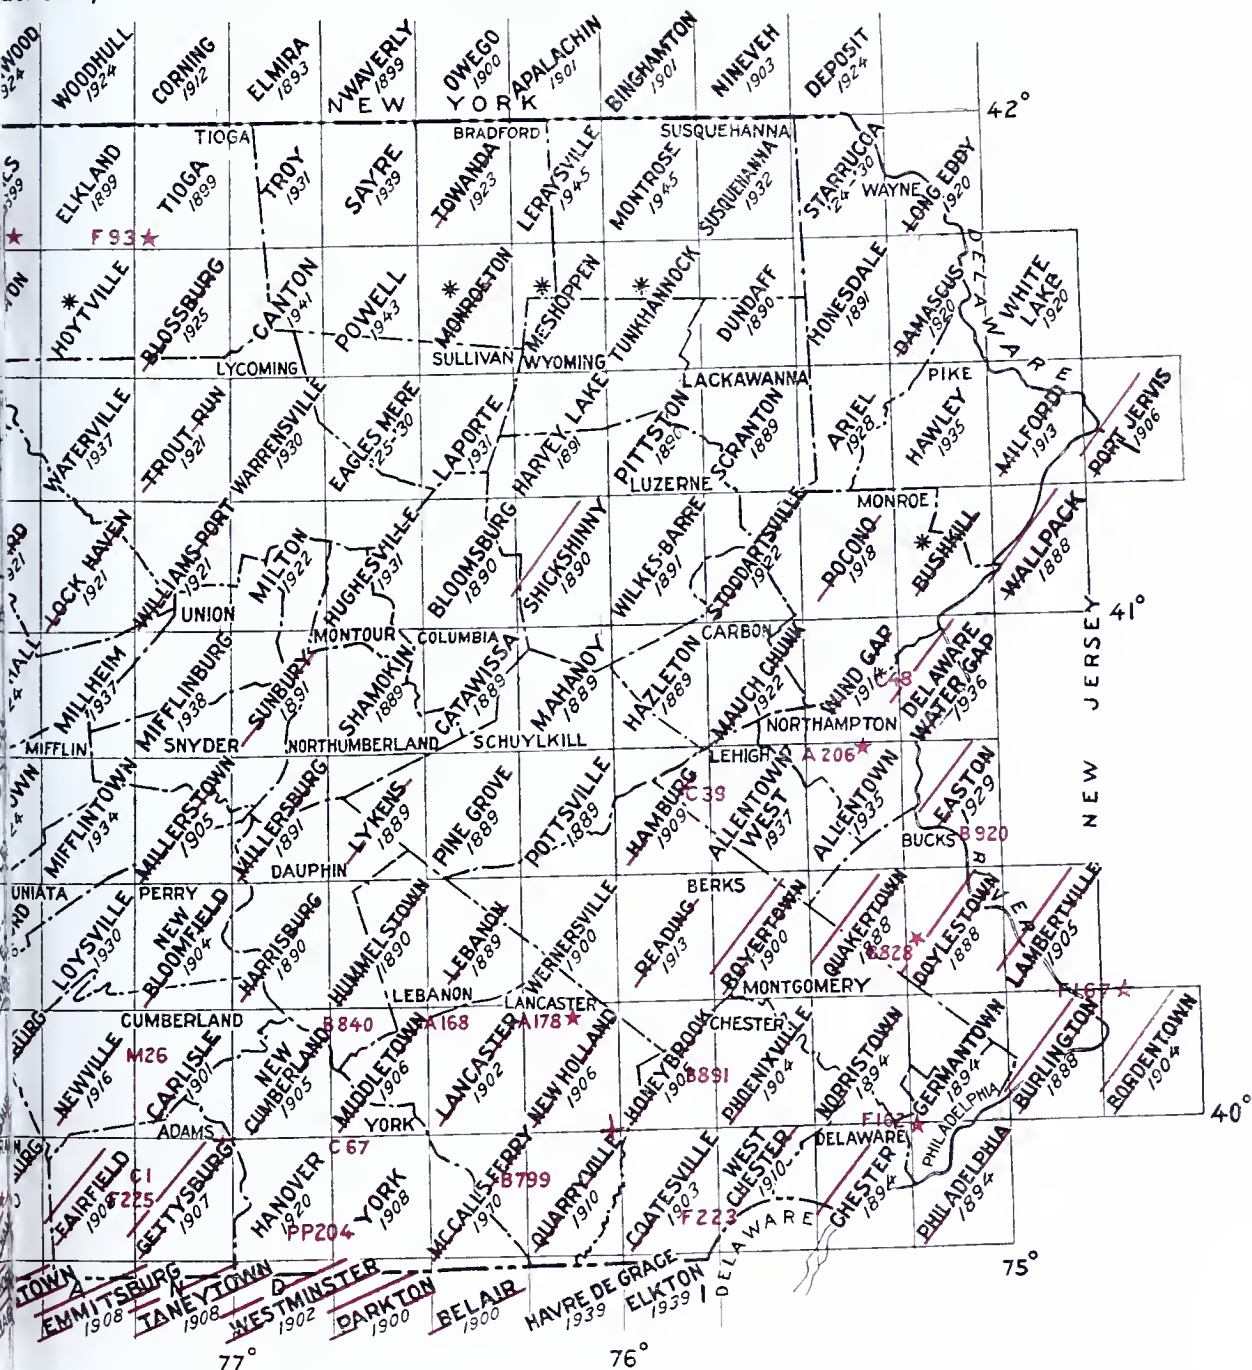 WOOD
924
WOODHULL
1924
CORNING
1912
ELMIRA
1893
WAVERLY
1899
OWEGO
1900
APALACHIN
1901
BINGHAMTON
1901
NINEVEH
1903
DEPOSIT
1924
NEW YORK
42°
TIOGA
BRADFORD
SUSQUEHANNA
ELKLAND
1899
TIOGA
1899
TROY
1931
SAYRE
1939
TOWANDA
1923
LERAYSVILLE
1945
MONTROSE
1945
SUSQUEHANNA
1932
STARRUCCA
'24-'30
WAYNE
LONG EDDY
1920
F 93
HOYTVILLE
BLOSSBURG
1925
CANTON
1941
POWELL
1943
MONROETON
MESHOPPEN
TUNKHANNOCK
DUNDAFF
1890
HONESDALE
1891
DAMASCUS
1920
WHITE LAKE
1920
DELAWARE
LYCOMING
SULLIVAN
WYOMING
LACKAWANNA
PIKE
WATERVILLE
1937
TROUT RUN
1921
WARRENSVILLE
1930
EAGLES MERE
'25-'30
LAPORTE
1931
HARVEY LAKE
1891
PITTSTON
1890
SCRANTON
1889
ARIEL
1928
HAWLEY
1935
MILFORD
1913
PORT JERVIS
1906
LUZERNE
MONROE
LOCK HAVEN
1921
WILLIAMSPORT
1921
MILTON
1922
HUGHESVILLE
1931
BLOOMSBURG
1890
SHICKSHINNY
1890
WILKES-BARRE
1891
STODDARTSVILLE
1922
POCONO
1918
BUSHKILL
WALLPACK
1888
41°
UNION
MONTOUR
COLUMBIA
CARBON
MILLHEIM
1937
MIFFLINBURG
1938
SUNBURY
1891
SHAMOKIN
1889
CATAWISSA
1889
MAHANOY
1889
HAZLETON
1889
MAUCH CHUNK
1922
WIND GAP
1914
C48
DELAWARE WATER GAP
1936
NEW JERSEY
MIFFLIN
SNYDER
NORTHUMBERLAND
SCHUYLKILL
NORTHAMPTON
LEHIGH
A 206
MIFFLINTOWN
1934
MILLERSTOWN
1905
MILLERSBURG
1891
LYKENS
1889
PINE GROVE
1889
POTTSVILLE
1889
HAMBURG
1909
C 39
ALLENTOWN WEST
1937
ALLENTOWN
1935
EASTON
1929
BUCKS
B 920
RIVER
UNIATA
PERRY
DAUPHIN
BERKS
LOYSVILLE
1930
NEW BLOOMFIELD
1904
HARRISBURG
1890
HUMMELSTOWN
1890
LEBANON
1889
WERNERSVILLE
1900
READING
1913
BOYERTOWN
1900
QUAKERTOWN
1888
B828
DOYLESTOWN
1888
LAMBERTVILLE
1905
LEBANON
LANCASTER
MONTGOMERY
F 167
CUMBERLAND
B 840
A 168
A178
CHESTER
BURG
NEWVILLE
1916
M26
CARLISLE
1901
NEW CUMBERLAND
1905
MIDDLETOWN
1906
LANCASTER
1902
NEW HOLLAND
1906
HONEYBROOK
B891
PHOENIXVILLE
1904
NORRISTOWN
1894
GERMANTOWN
1894
BURLINGTON
1888
BORDENTOWN
1904
40°
ADAMS
YORK
F162
DELAWARE
PHILADELPHIA
C 67
FAIRFIELD
C1
F225
GETTYSBURG
1907
HANOVER
1920
PP204
YORK
1908
MCCALLS FERRY
B799
QUARRYVILLE
1910
COATESVILLE
1903
F223
WEST CHESTER
1910
CHESTER
1894
PHILADELPHIA
1894
DELAWARE
75°
TOWN
A N D
EMMITSBURG
1908
TANEYTOWN
1908
WESTMINSTER
1902
PARKTON
1900
BELAIR
1900
HAVRE DE GRACE
1939
ELKTON
1939
77°
76°